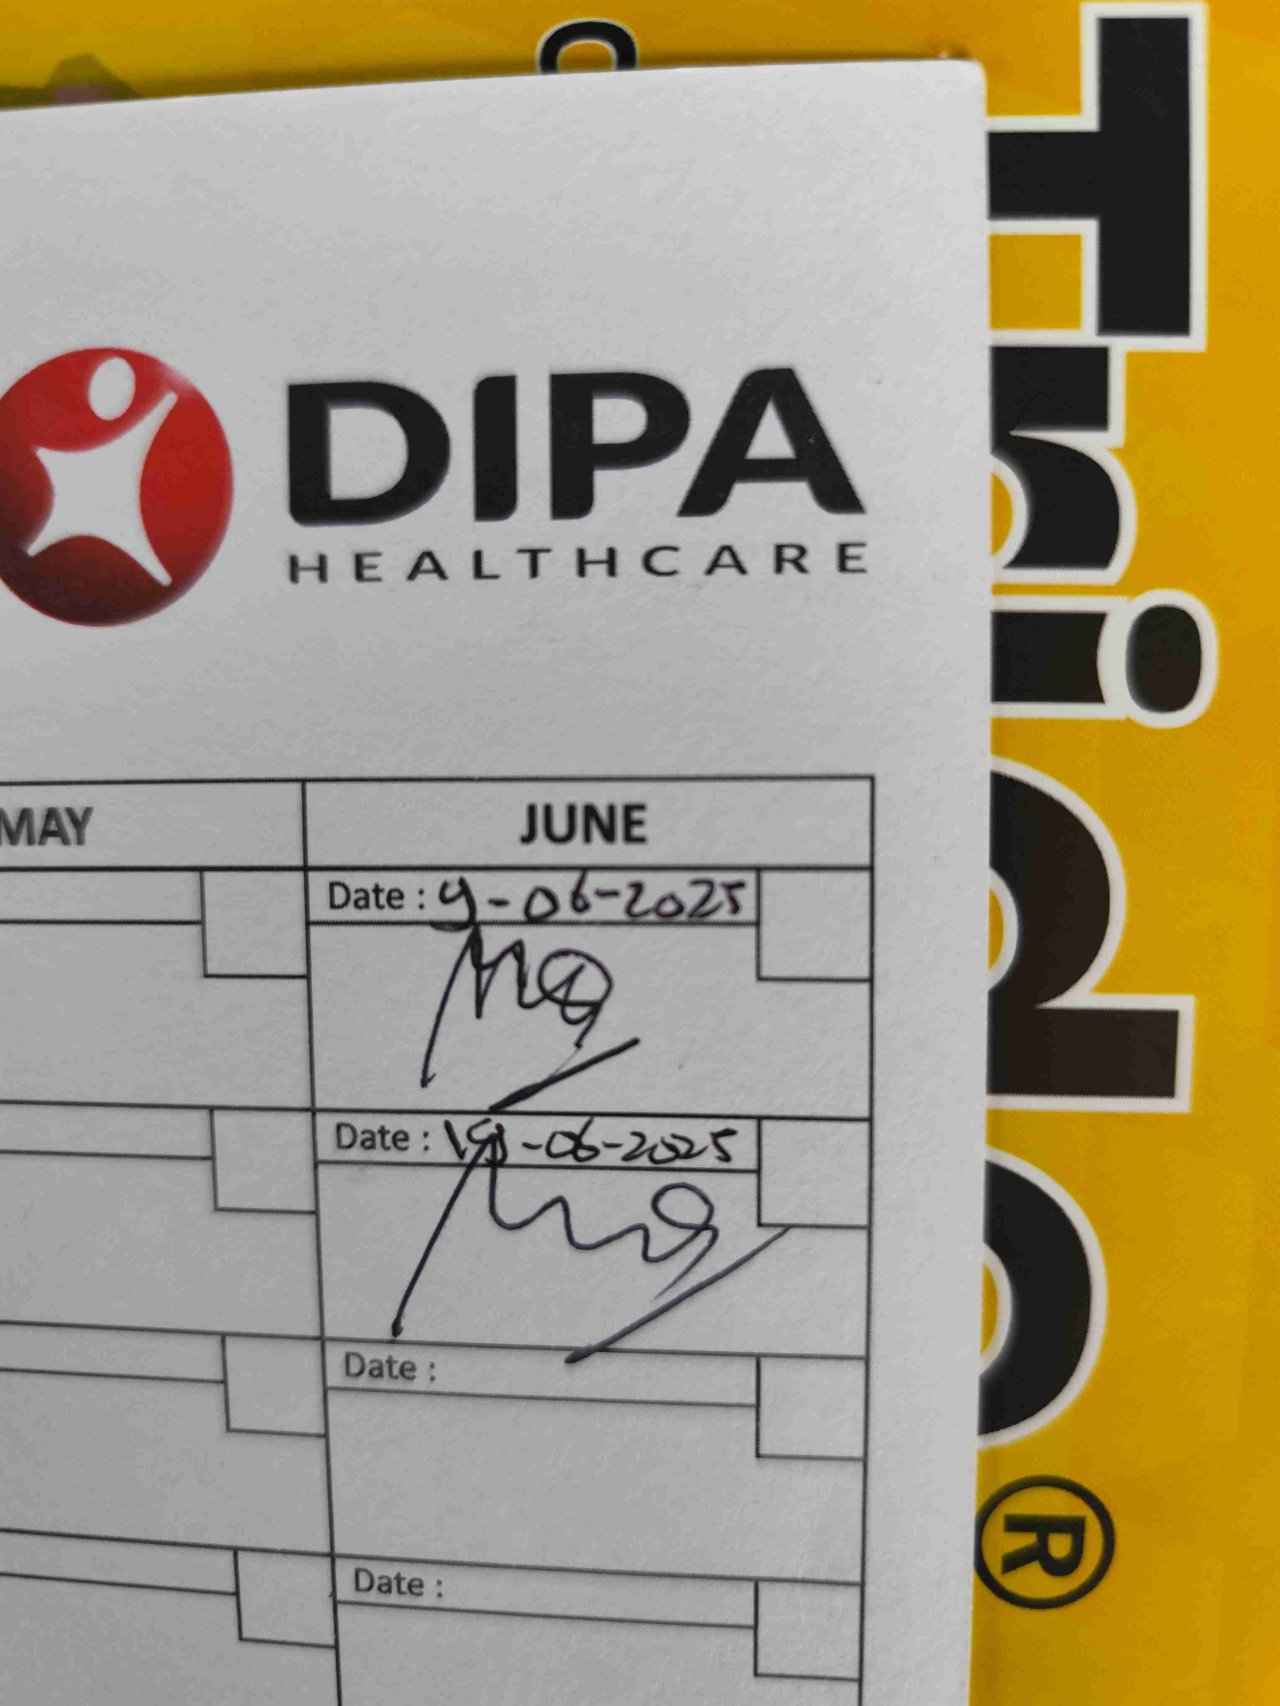 DIPA
HEALTHCARE
MAY
JUNE
Date : 9-06-2025
Date : -06-2025
Date :
Date :
®